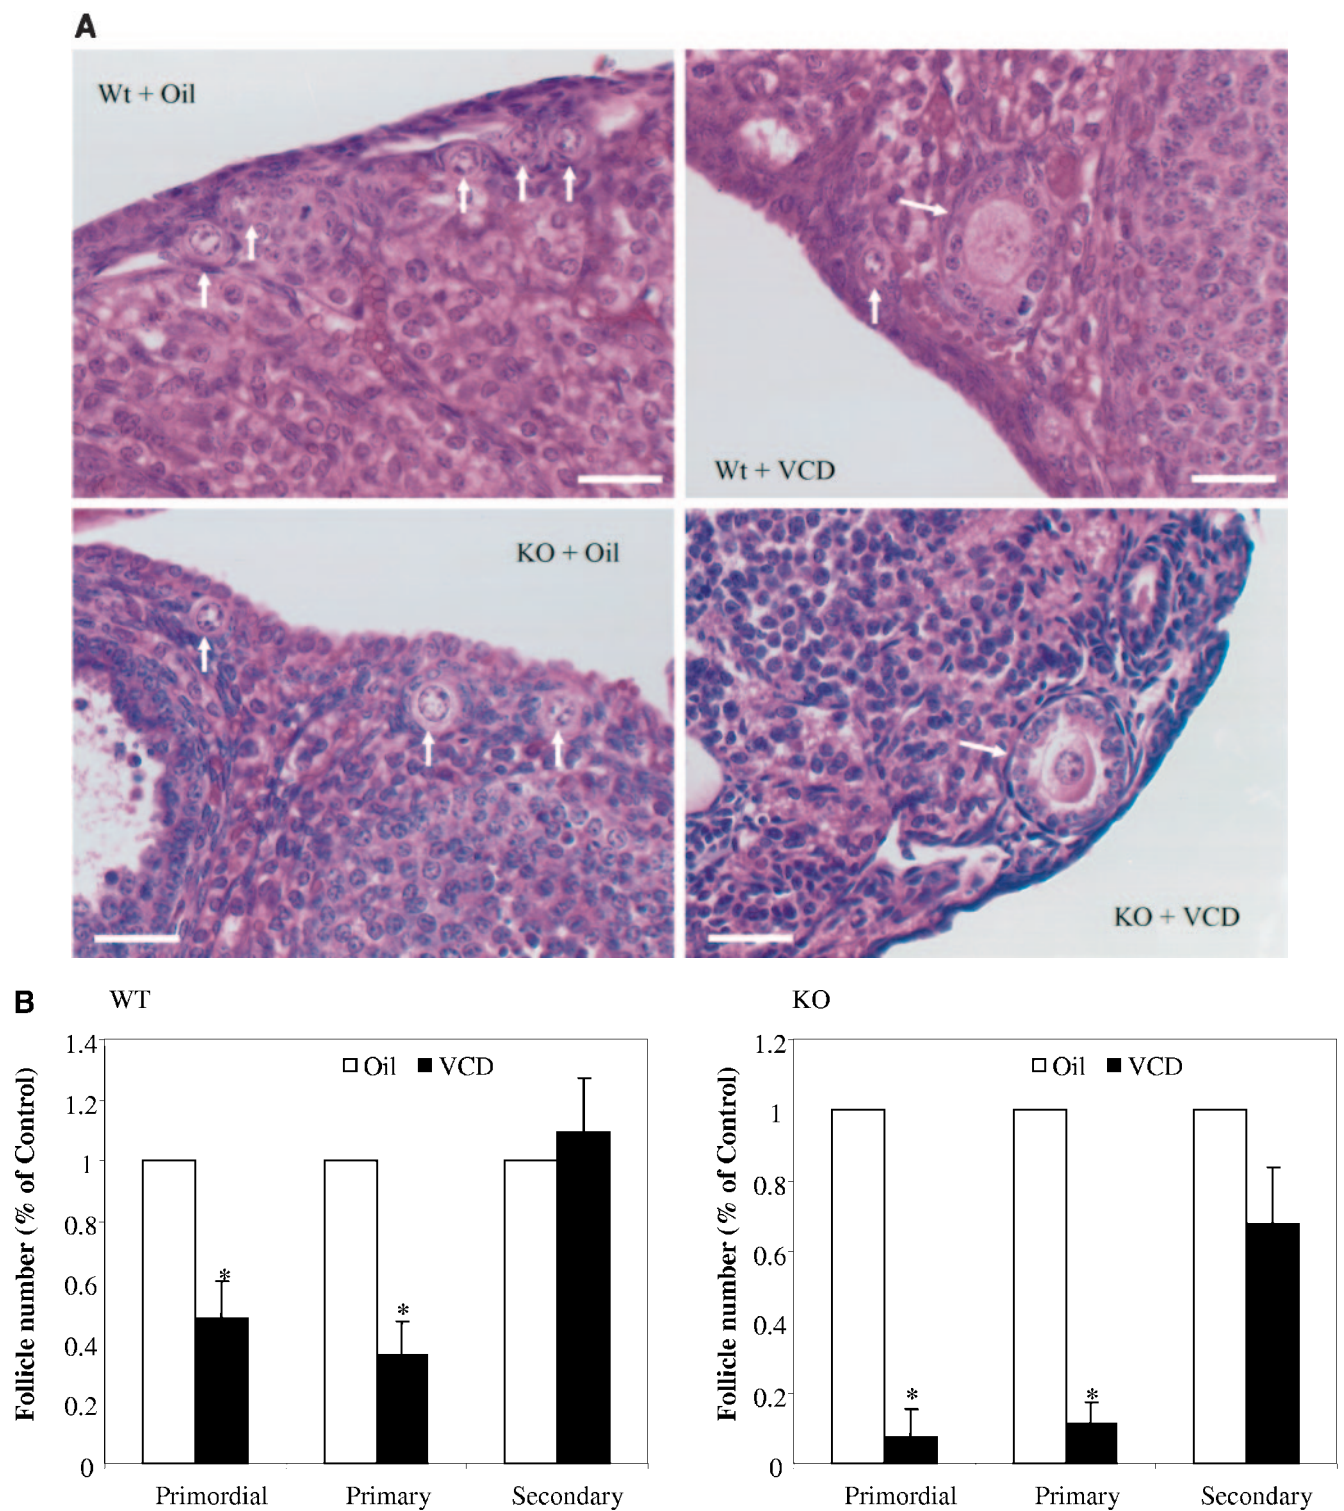 A
Wt + Oil
Wt + VCD
KO + Oil
KO + VCD
B
WT
Follicle number (% of Control)
1.4
1.2
1
0.8
0.6
0.4
0.2
0
Oil VCD
*
*
Primordial Primary Secondary
KO
Follicle number (% of Control)
1.2
1
0.8
0.6
0.4
0.2
0
Oil VCD
*
*
Primordial Primary Secondary